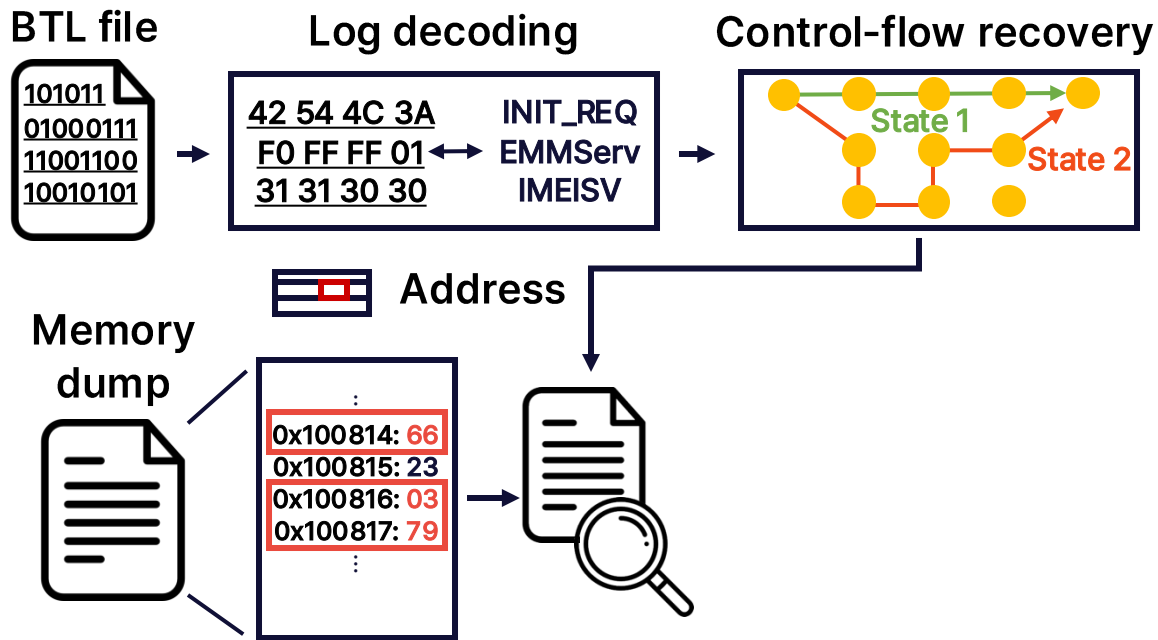 BTL file
101011
01000111
11001100
10010101
Log decoding
42 54 4C 3A
F0 FF FF 01
31 31 30 30
INIT_REQ
EMMServ
IMEISV
Control-flow recovery
State 1
State 2
Address
Memory
dump
0x100814: 66
0x100815: 23
0x100816: 03
0x100817: 79